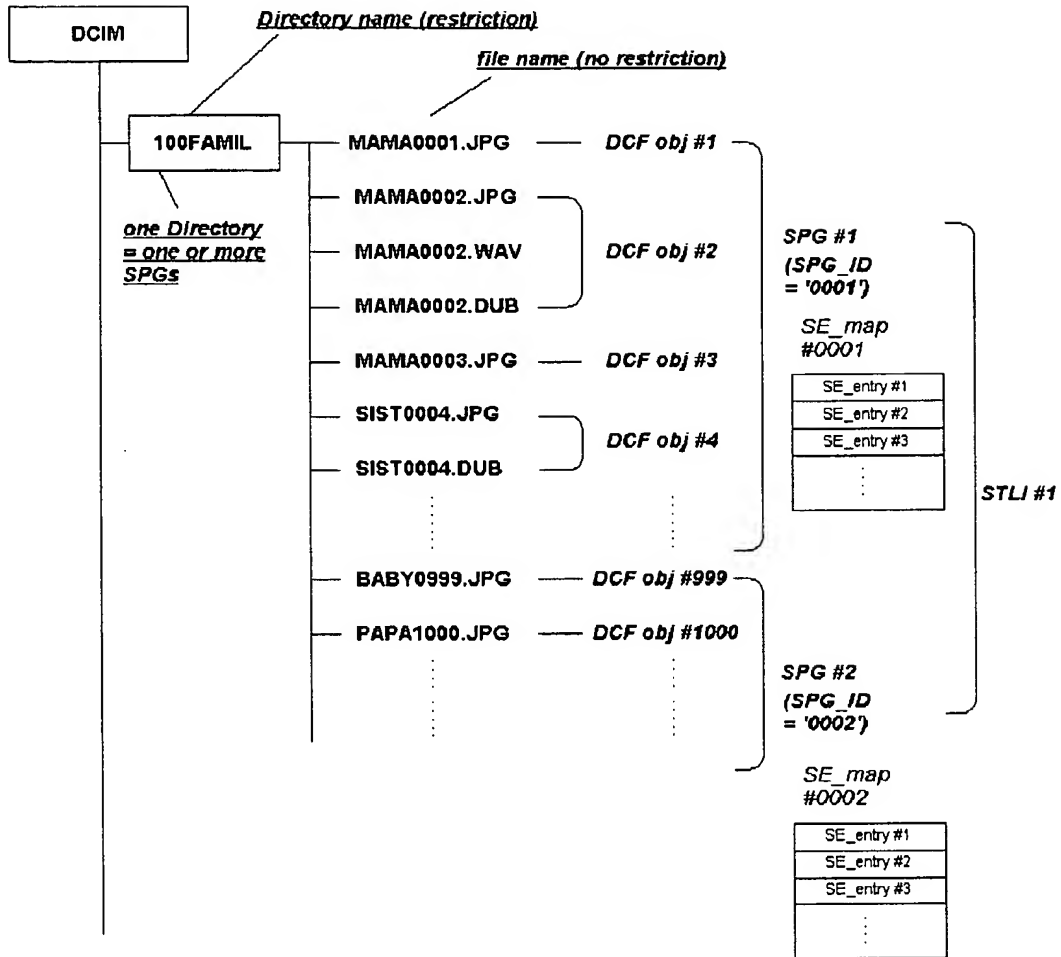 Directory name (restriction)
DCIM
file name (no restriction)
100FAMIL
MAMA0001.JPG
DCF obj #1
MAMA0002.JPG
one Directory
= one or more
SPGs
MAMA0002.WAV
DCF obj #2
MAMA0002.DUB
SPG #1
(SPG_ID
= '0001')
MAMA0003.JPG
DCF obj #3
SE_map
#0001
SIST0004.JPG
DCF obj #4
SIST0004.DUB
SE_entry #1
SE_entry #2
SE_entry #3
STLI #1
BABY0999.JPG
DCF obj #999
PAPA1000.JPG
DCF obj #1000
SPG #2
(SPG_ID
= '0002')
SE_map
#0002
SE_entry #1
SE_entry #2
SE_entry #3